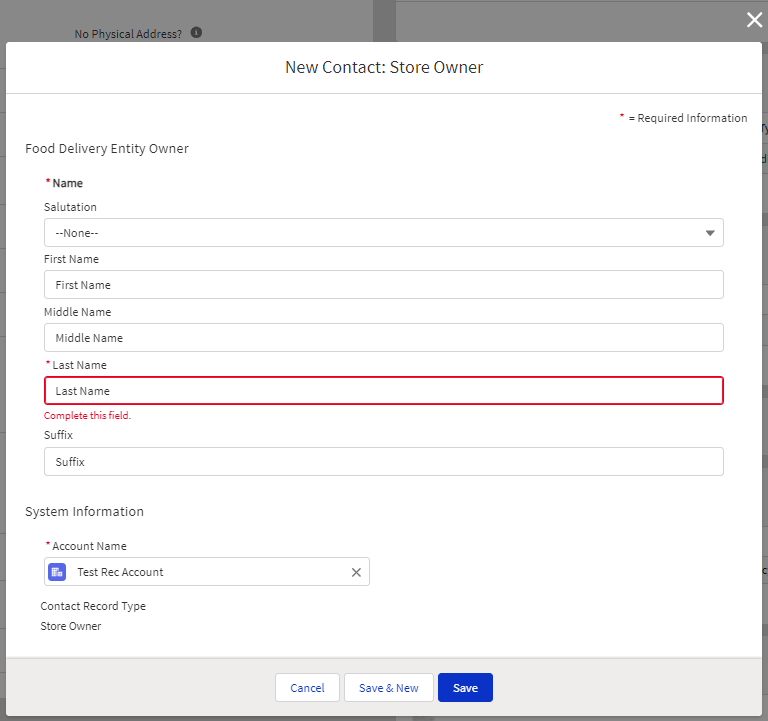 No Physical Address?
New Contact: Store Owner
* = Required Information
Food Delivery Entity Owner
* Name
Salutation
--None--
First Name
First Name
Middle Name
Middle Name
* Last Name
Last Name
Complete this field.
Suffix
Suffix
System Information
* Account Name
Test Rec Account
Contact Record Type
Store Owner
Cancel
Save & New
Save